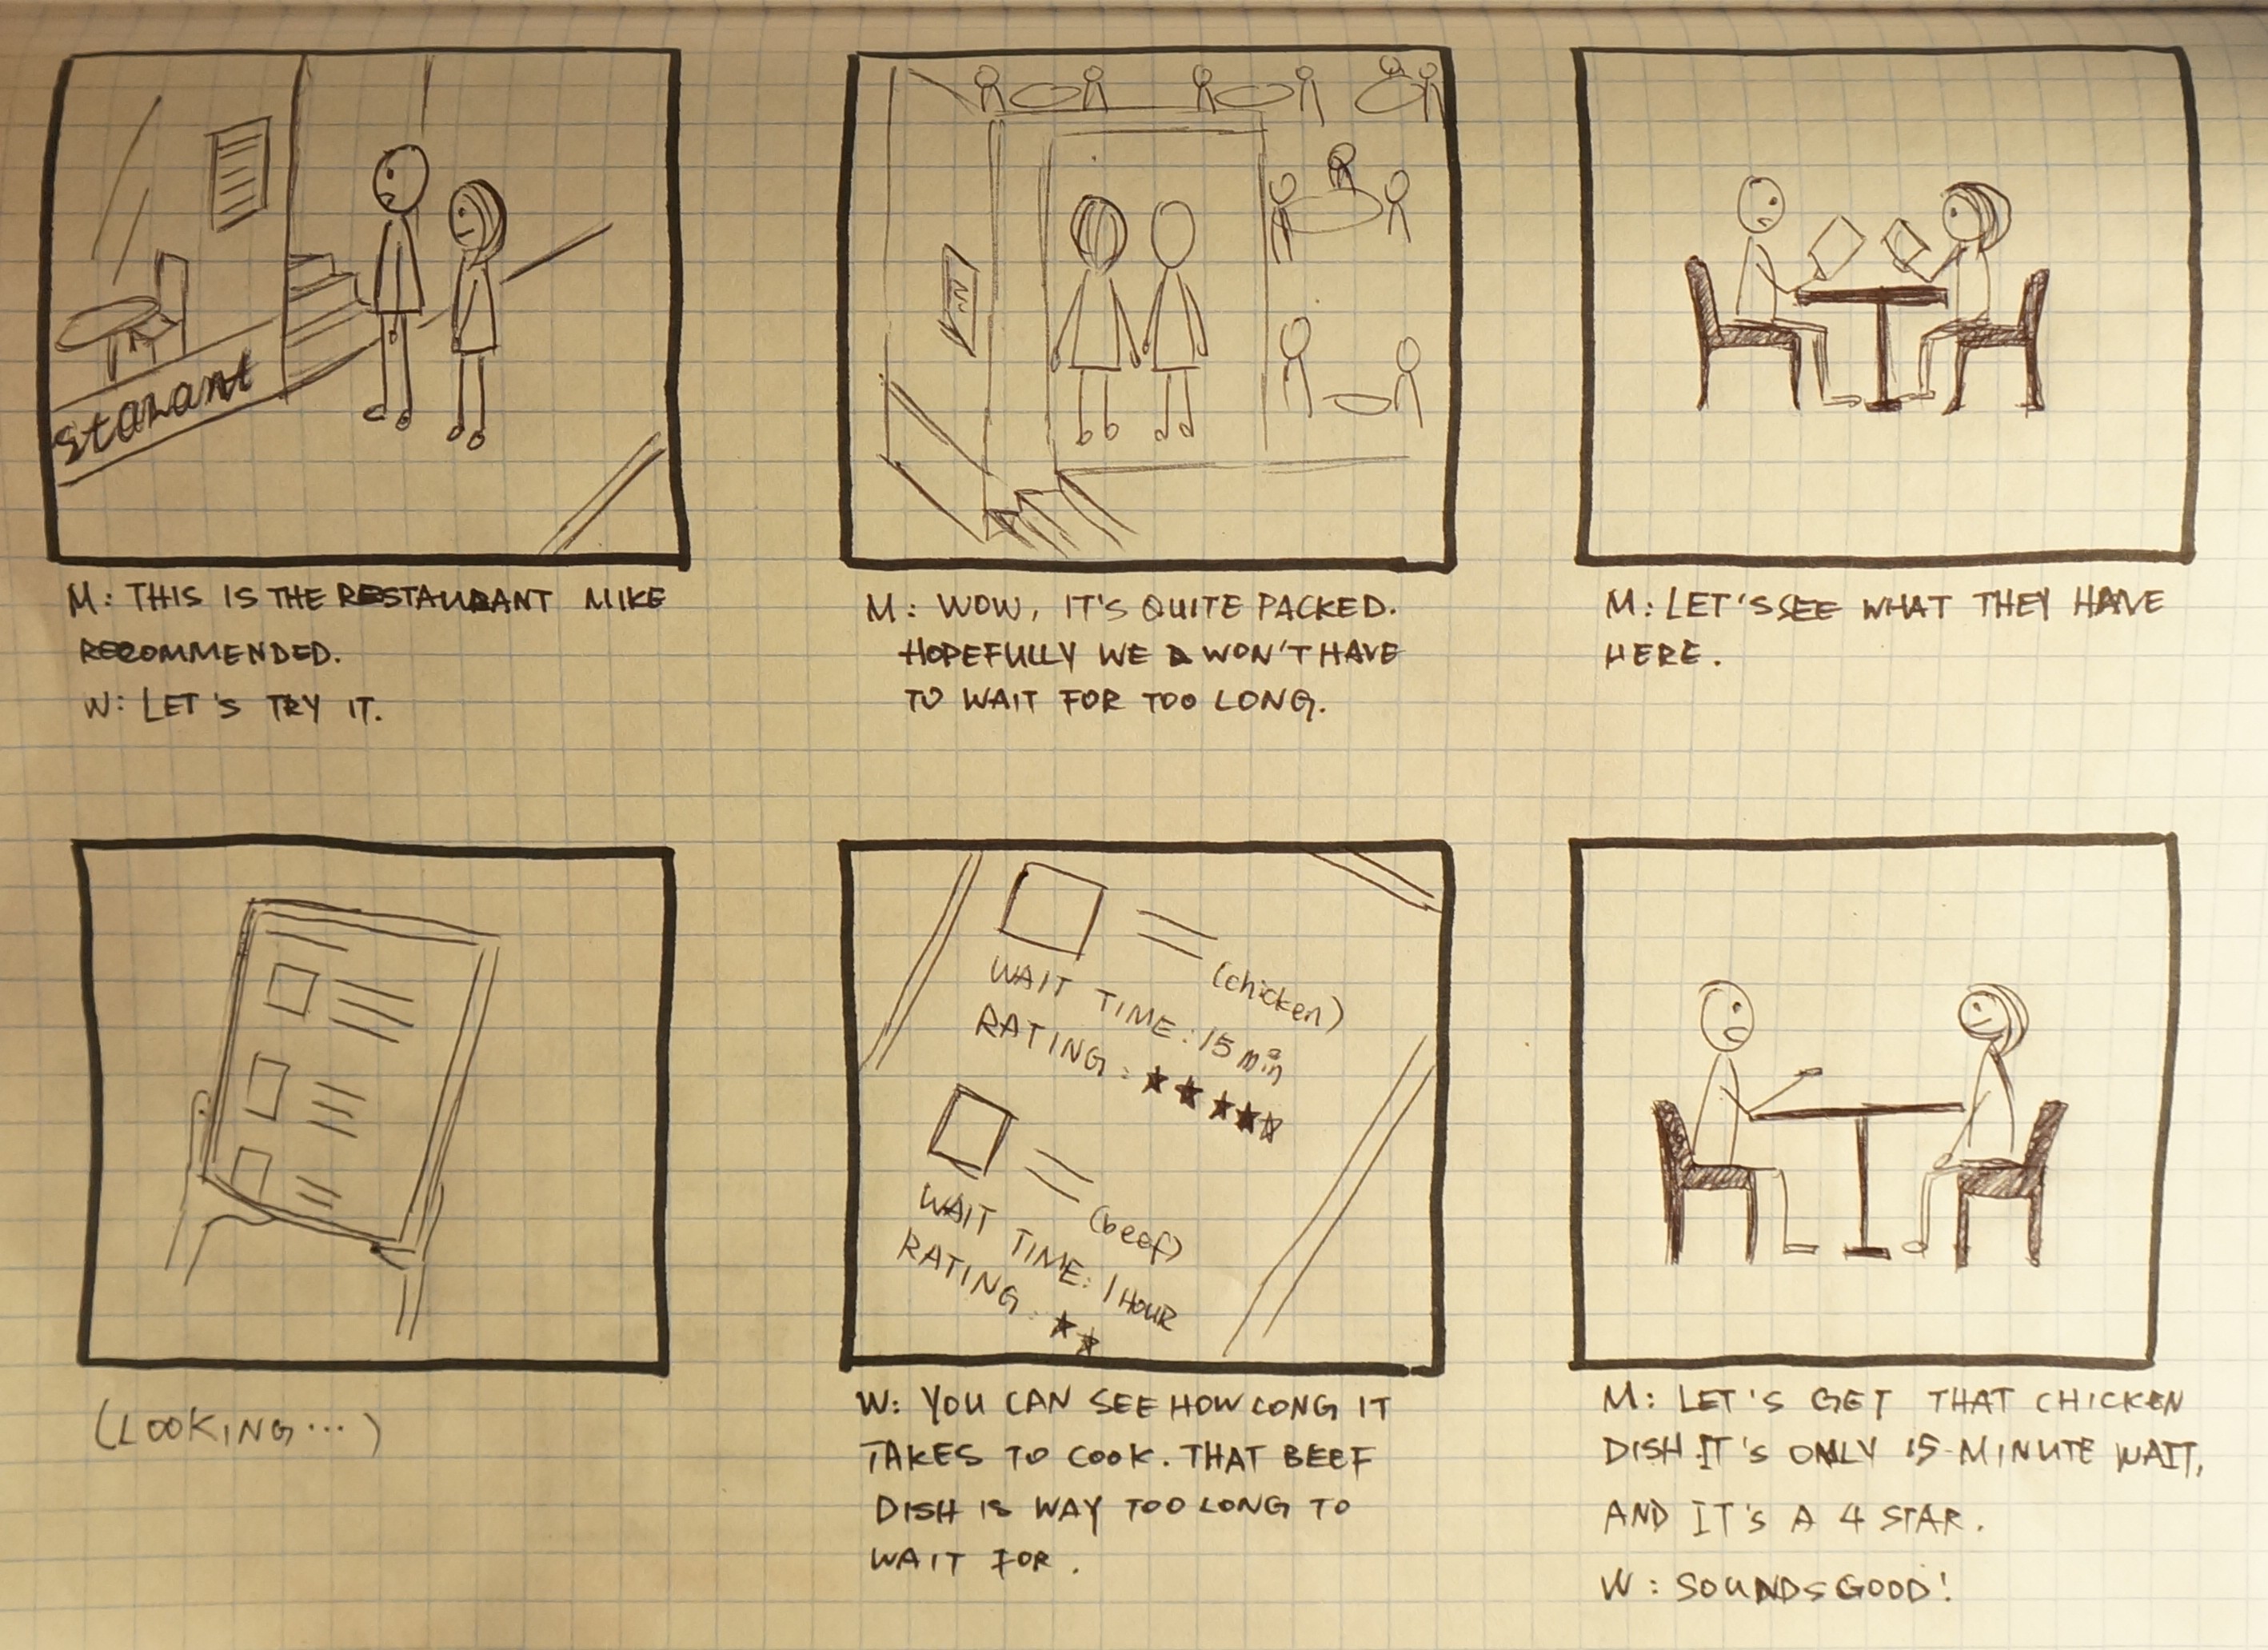 starant
M: THIS IS THE RESTAURANT MIKE
RECOMMENDED.
W: LET'S TRY IT.
M: WOW, IT'S QUITE PACKED.
HOPEFULLY WE WON'T HAVE
TO WAIT FOR TOO LONG.
M: LET'S SEE WHAT THEY HAVE
HERE.
(LOOKING...)
(chicken)
WAIT TIME: 15 min
RATING: ★★★★☆
(beef)
WAIT TIME: 1 HOUR
RATING: ★★
W: YOU CAN SEE HOW LONG IT
TAKES TO COOK. THAT BEEF
DISH IS WAY TOO LONG TO
WAIT FOR.
M: LET'S GET THAT CHICKEN
DISH. IT'S ONLY 15-MINUTE WAIT,
AND IT'S A 4 STAR.
W: SOUNDS GOOD!